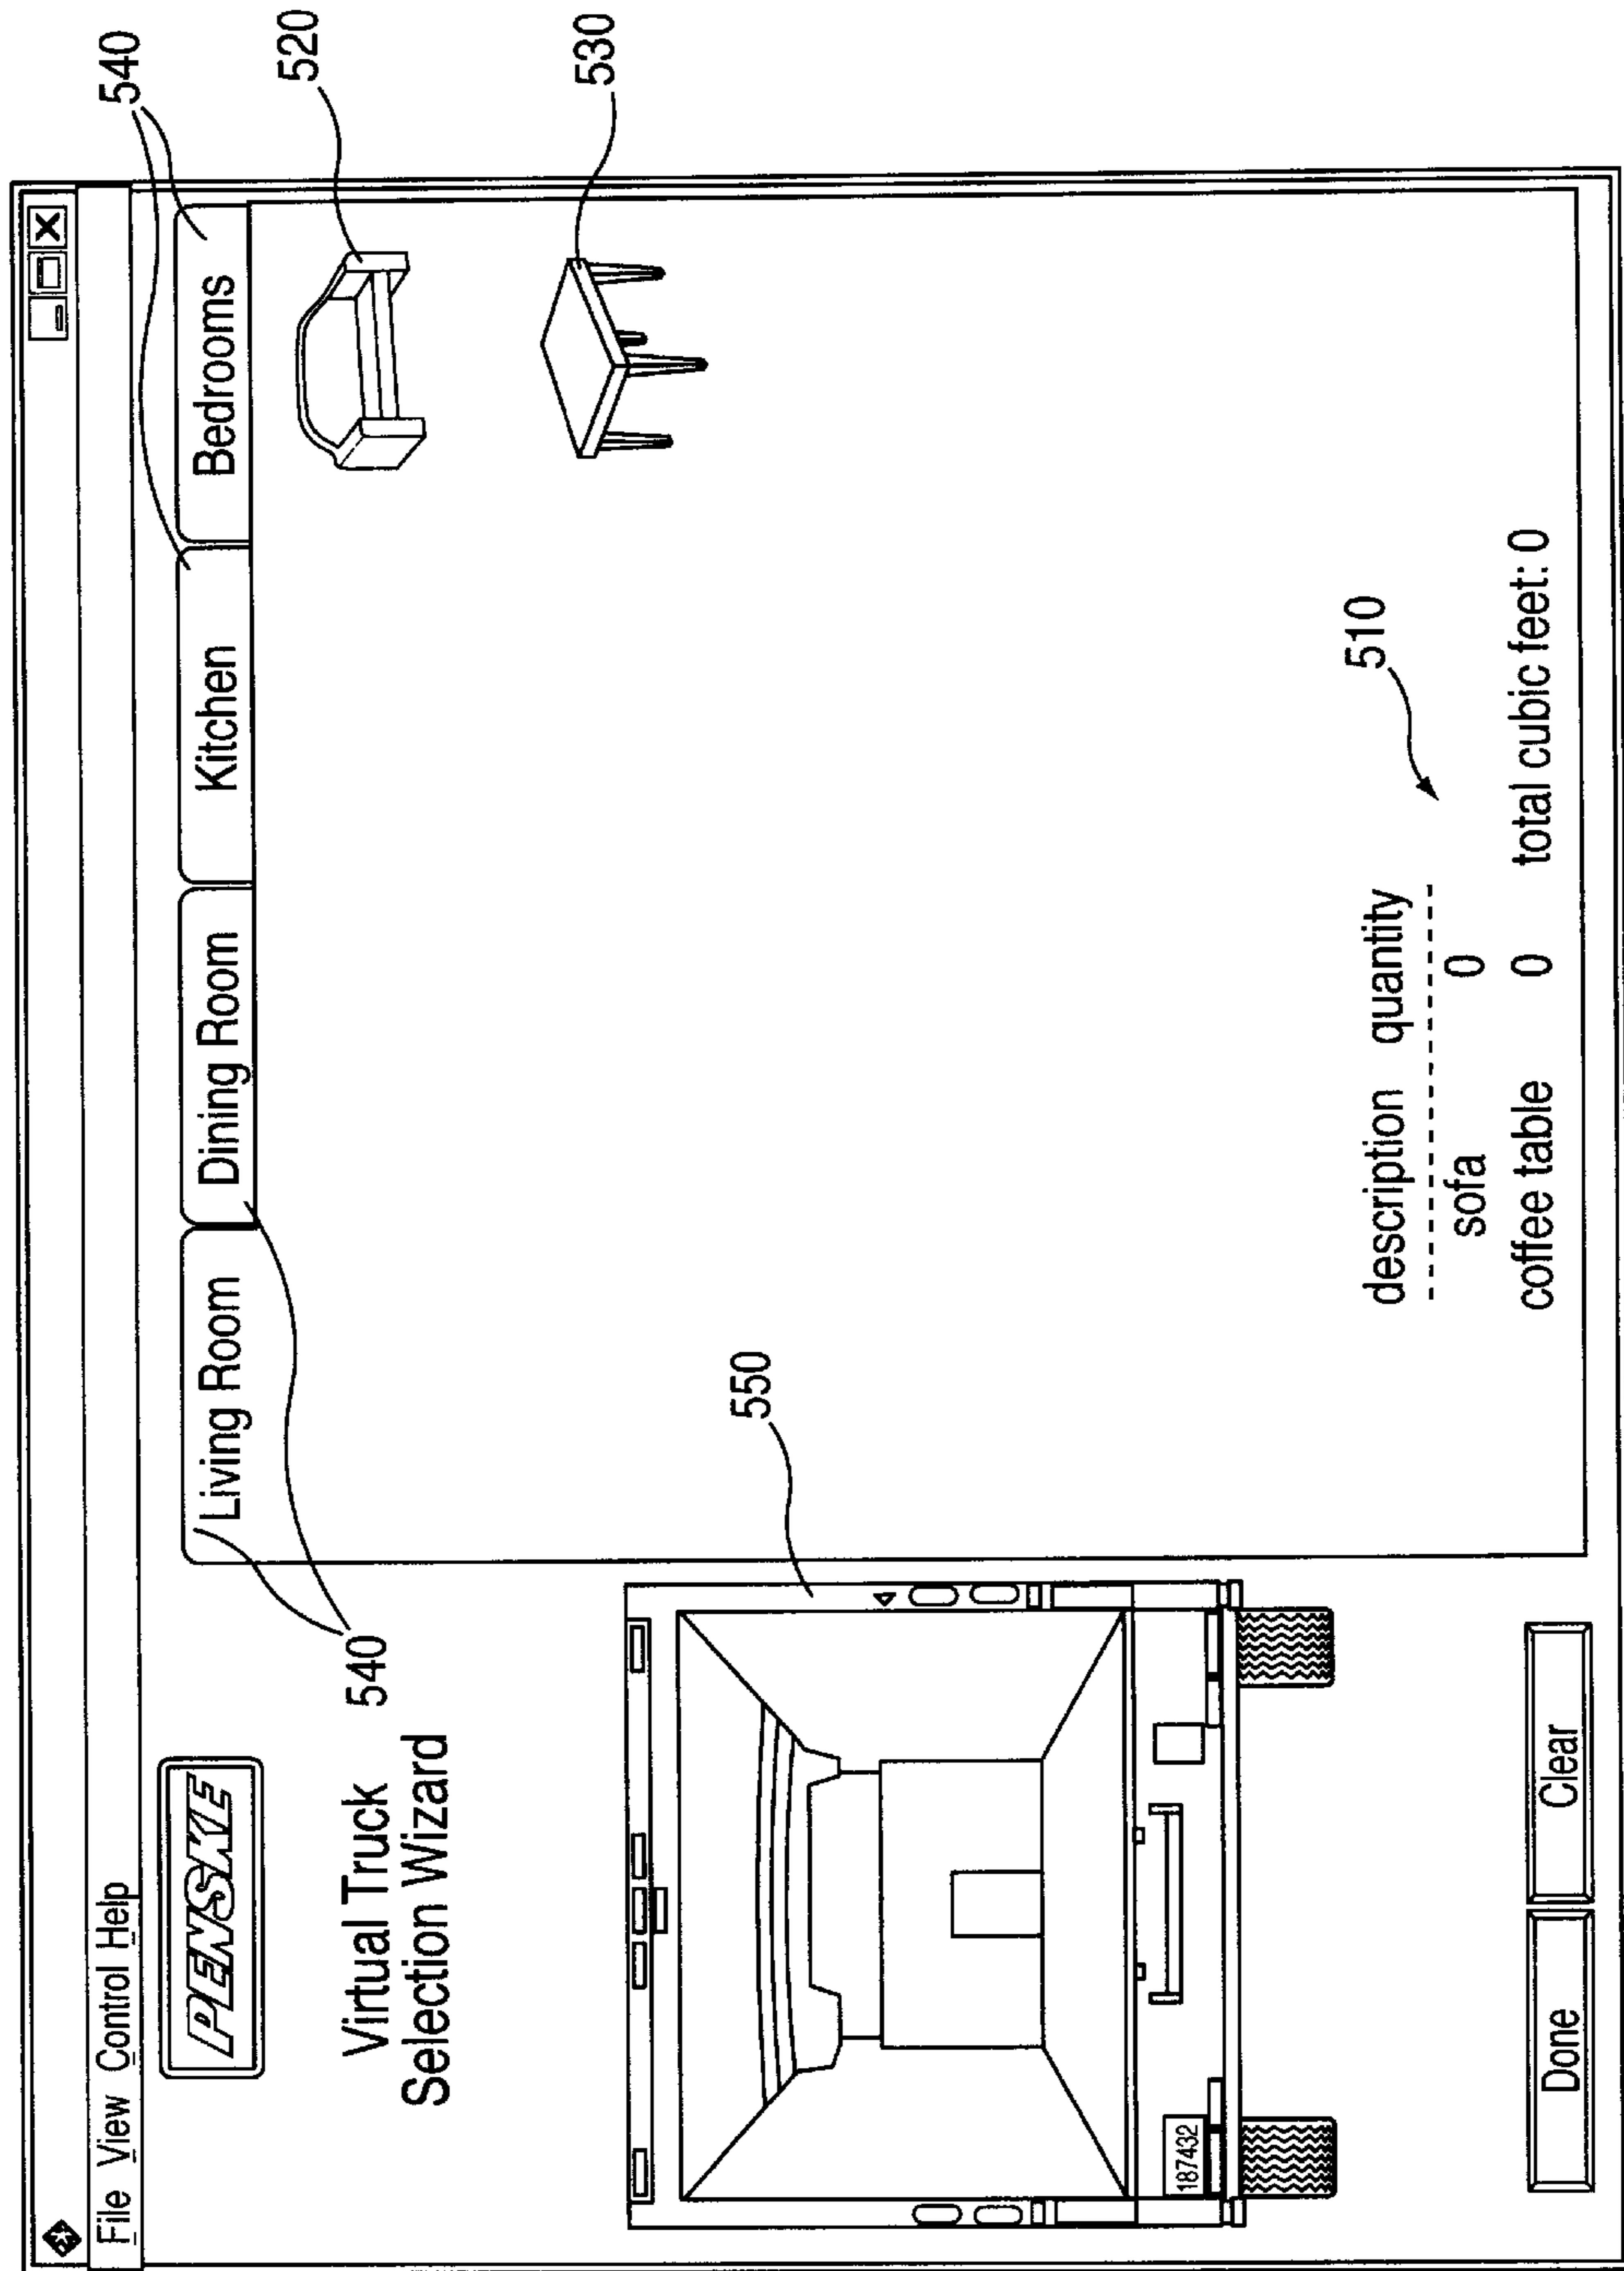 File View Control Help
PENSKE
Virtual Truck
Selection Wizard
540
Living Room
Dining Room
Kitchen
Bedrooms
540
520
530
550
187432
510
description quantity
sofa 0
coffee table 0 total cubic feet: 0
Done
Clear